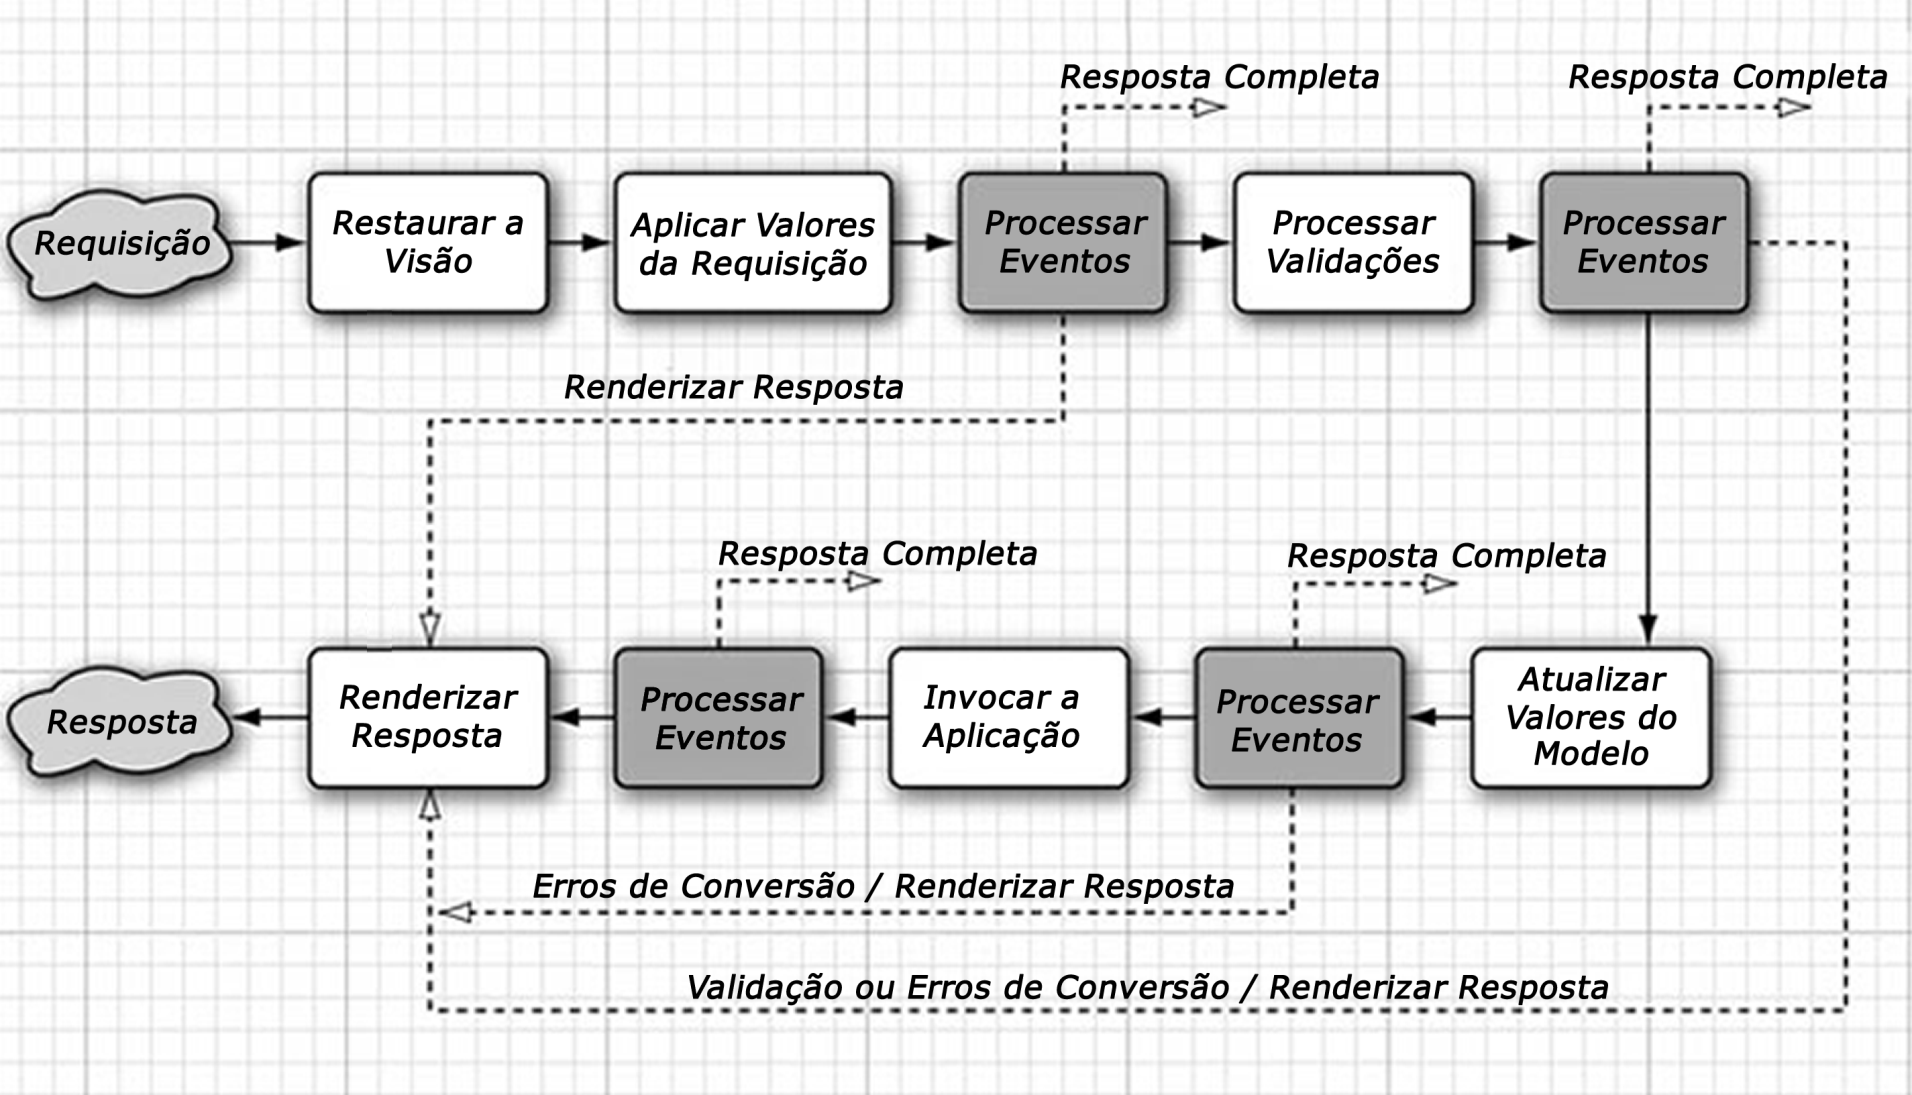 Resposta Completa
Resposta Completa
Requisição
Restaurar a
Visão
Aplicar Valores
da Requisição
Processar
Eventos
Processar
Validações
Processar
Eventos
Renderizar Resposta
Resposta Completa
Resposta Completa
Resposta
Renderizar
Resposta
Processar
Eventos
Invocar a
Aplicação
Processar
Eventos
Atualizar
Valores do
Modelo
Erros de Conversão / Renderizar Resposta
Validação ou Erros de Conversão / Renderizar Resposta